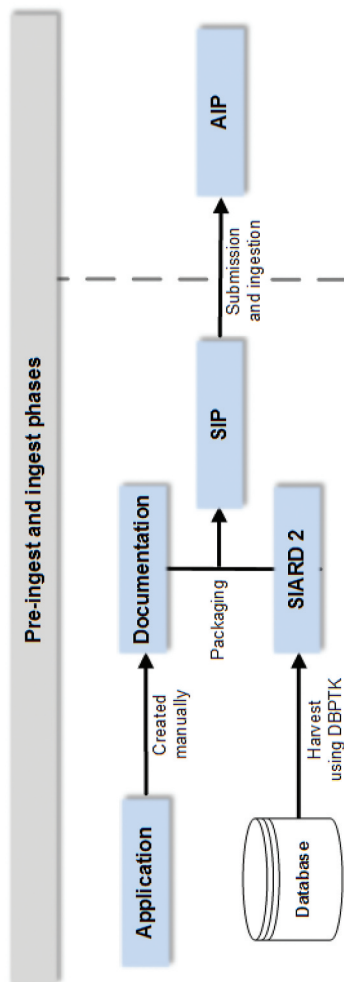 Pre-ingest and ingest phases
Application
Created
manually
Documentation
Database
Harvest
using DBPTK
SIARD 2
Packaging
SIP
Submission
and ingestion
AIP